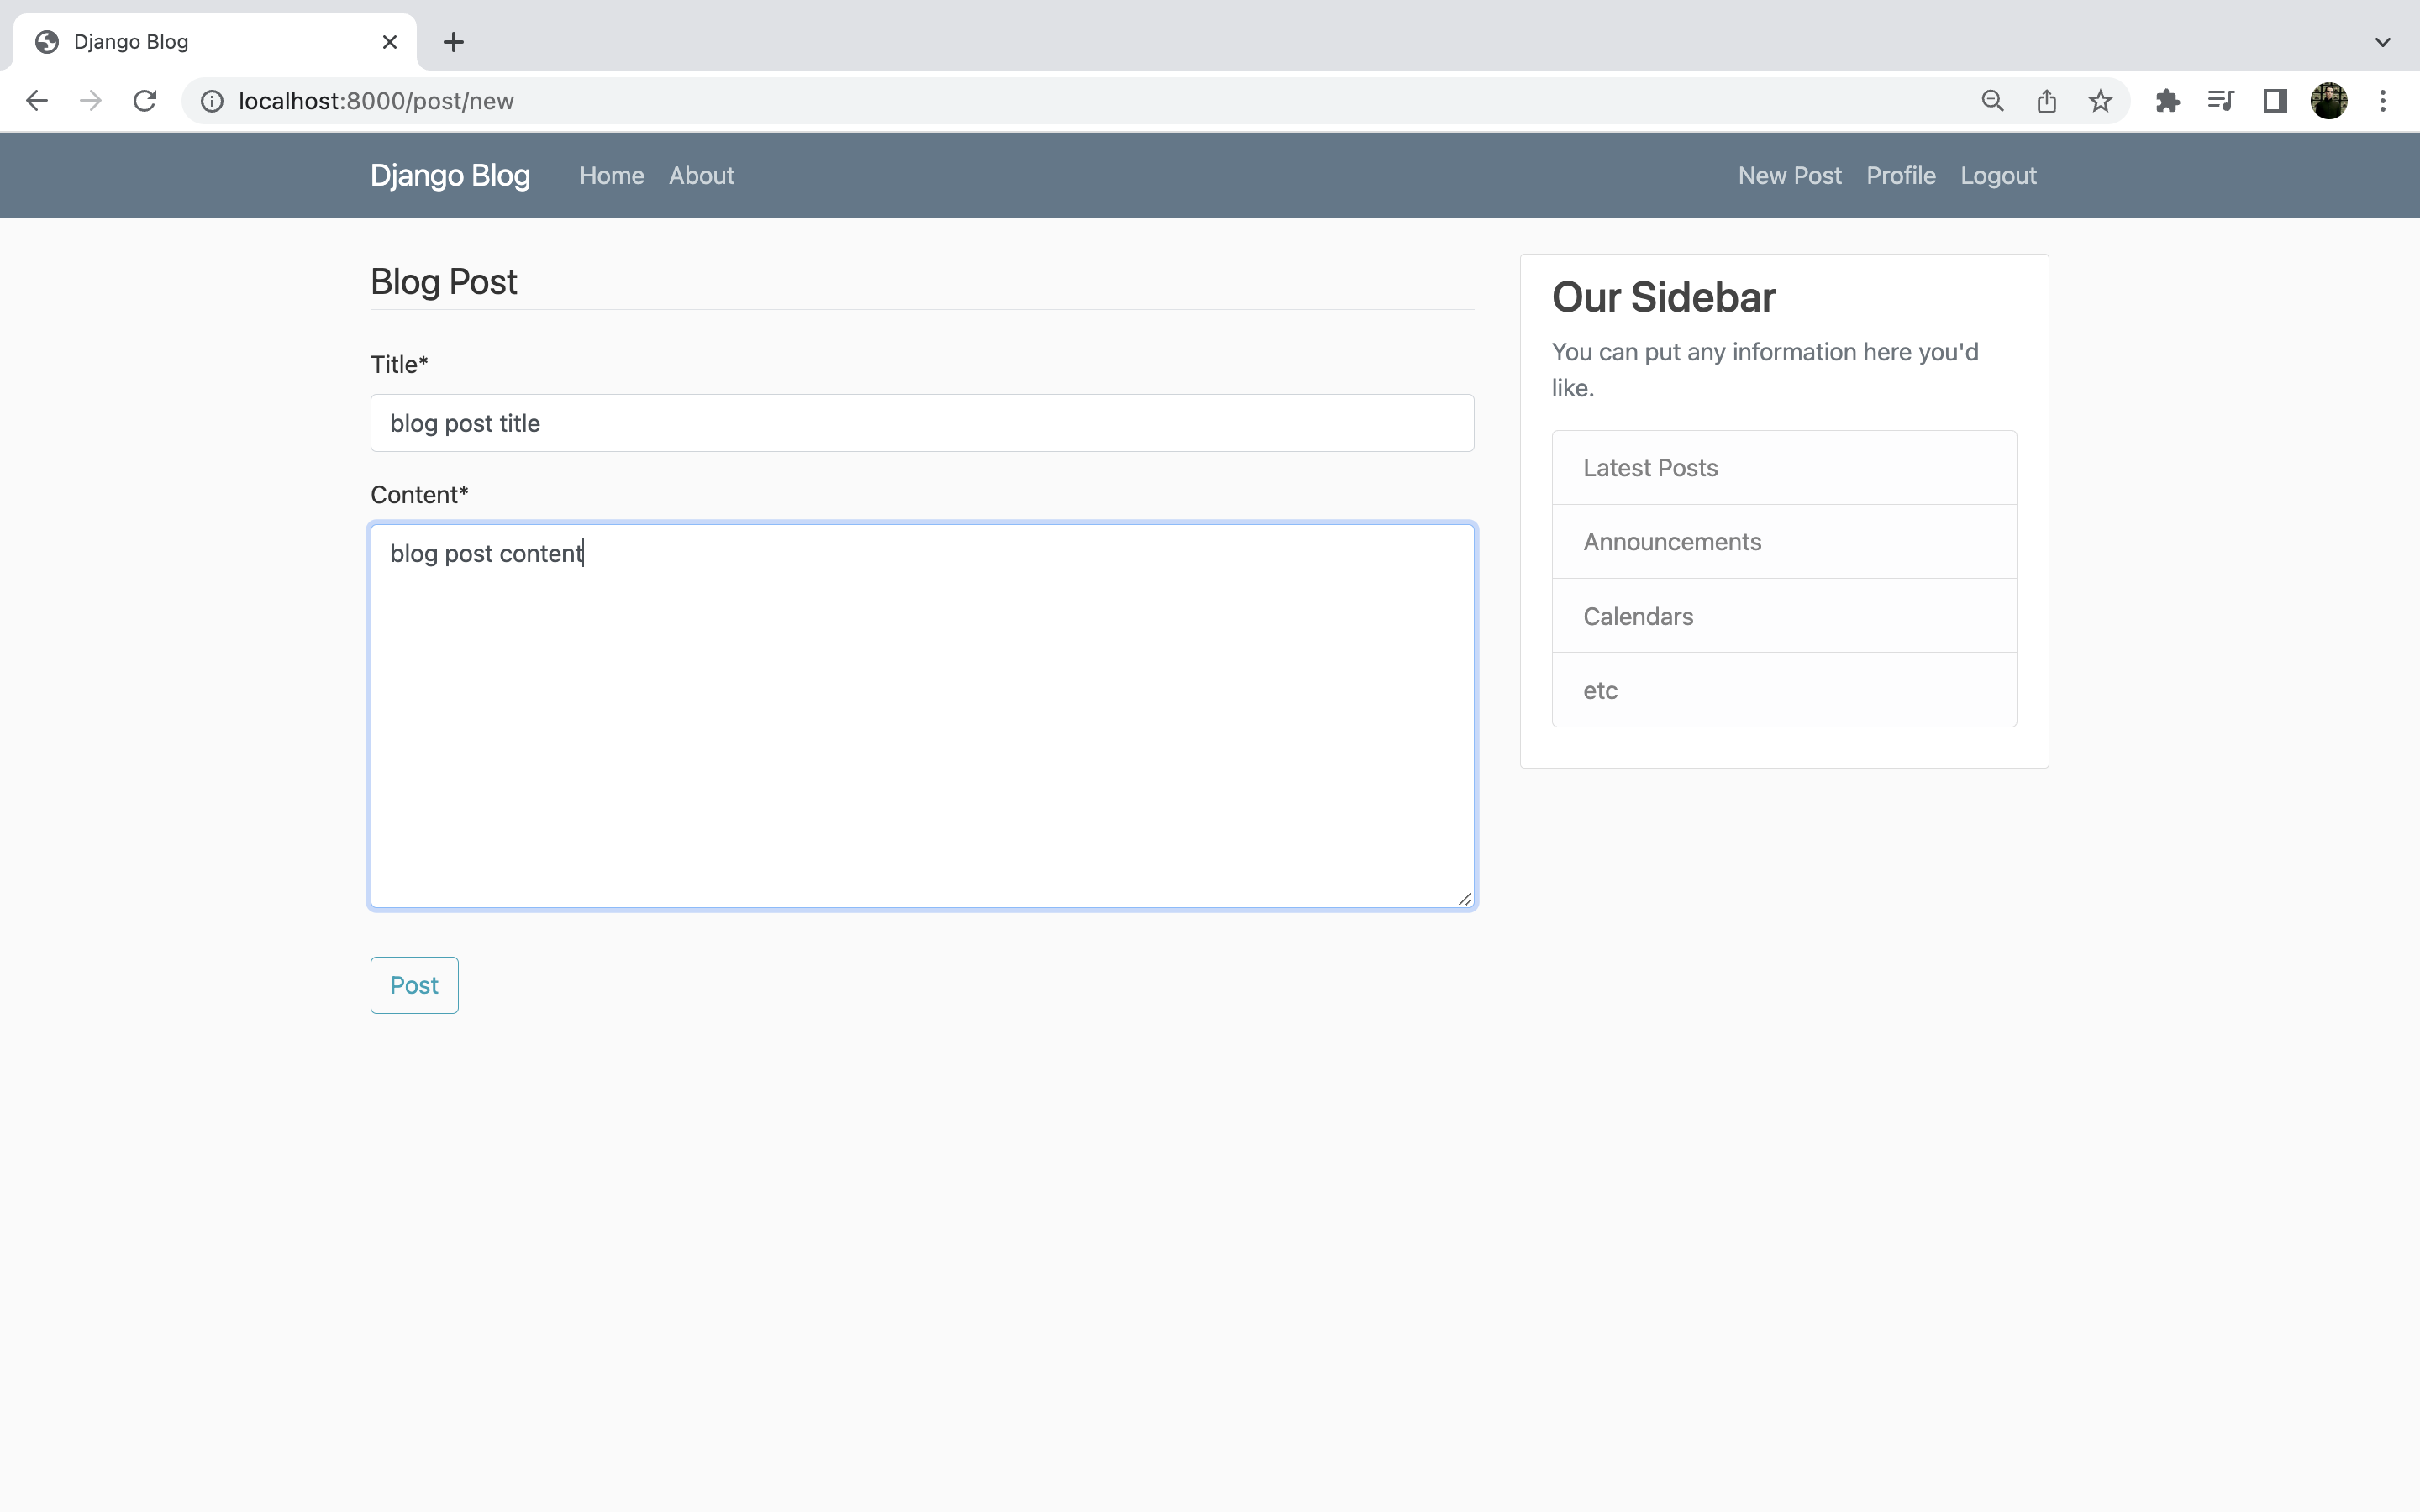 Django Blog
localhost:8000/post/new
Django Blog Home About New Post Profile Logout
Blog Post
Title*
blog post title
Content*
blog post content
Post
Our Sidebar
You can put any information here you'd
like.
Latest Posts
Announcements
Calendars
etc